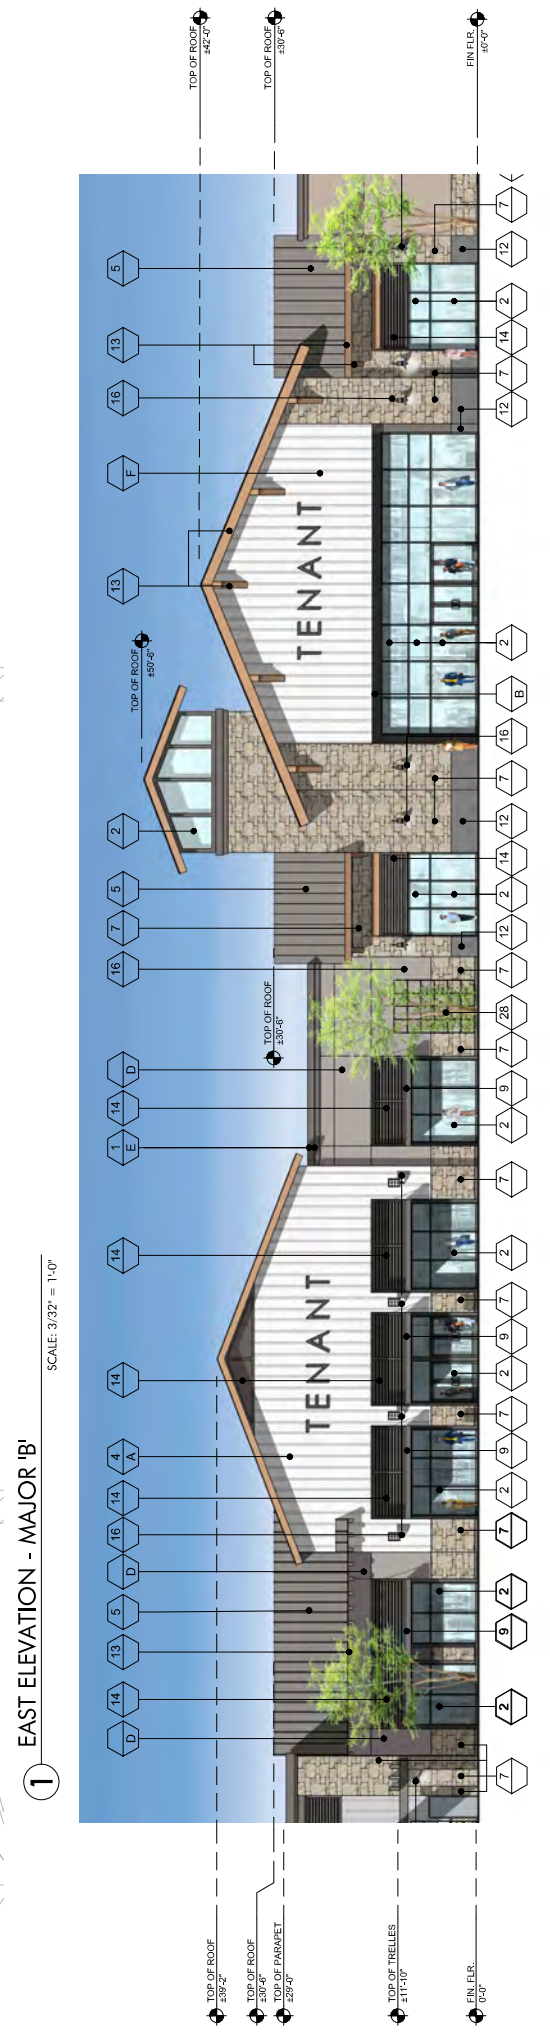 1
EAST ELEVATION - MAJOR 'B'
SCALE: 3/32" = 1'-0"
D
14
13
5
D
16
14
4
A
14
14
1
E
14
D
16
7
5
2
13
F
16
13
5
TOP OF ROOF
±50'-6"
TOP OF ROOF
±42'-0"
TOP OF ROOF
±39'-2"
TOP OF ROOF
±30'-6"
TOP OF PARAPET
±29'-0"
TOP OF ROOF
±30'-6"
TOP OF ROOF
±30'-6"
TENANT
TENANT
TOP OF TRELLES
±11'-10"
FIN. FLR.
0'-0"
FIN FLR.
±0'-0"
7
2
9
2
7
2
9
7
2
9
7
2
7
2
9
7
28
7
12
2
14
12
7
16
B
2
12
7
14
2
12
7